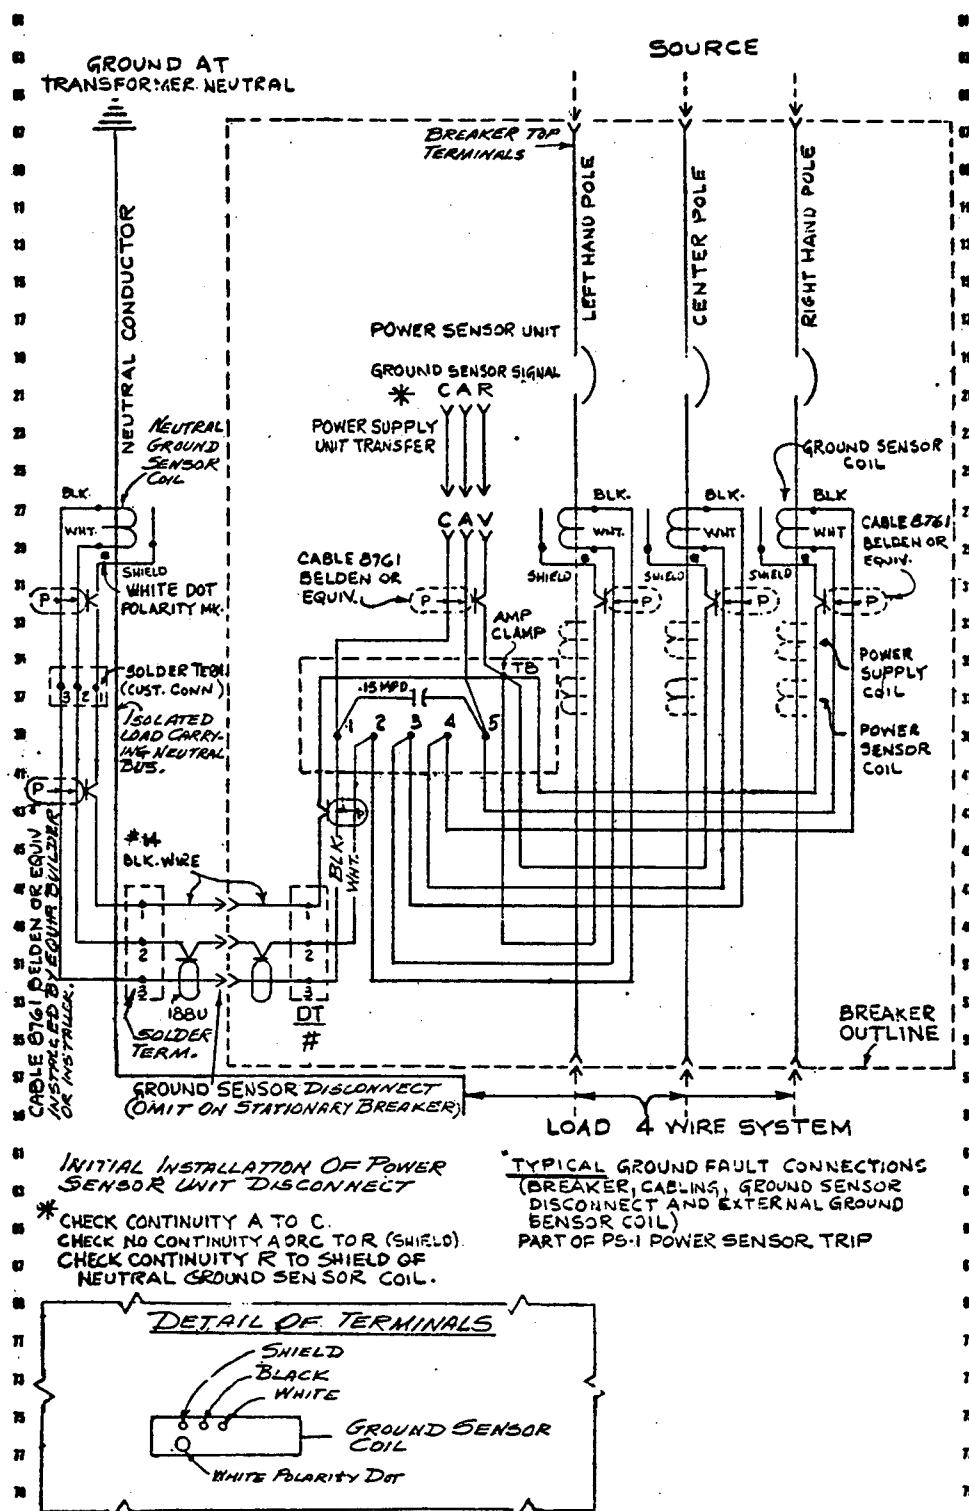 SOURCE
GROUND AT
TRANSFORMER NEUTRAL
BREAKER TOP
TERMINALS
NEUTRAL CONDUCTOR
LEFT HAND POLE
CENTER POLE
RIGHT HAND POLE
POWER SENSOR UNIT
GROUND SENSOR SIGNAL
* C A R
POWER SUPPLY
UNIT TRANSFER
C A V
NEUTRAL
GROUND
SENSOR
COIL
GROUND SENSOR
COIL
BLK.
WHT.
SHIELD
WHITE DOT
POLARITY MK.
BLK.
WHT.
SHIELD
BLK.
WHT
SHIELD
BLK
WHT
SHIELD
CABLE 8761
BELDEN OR
EQUIV.
CABLE 8761
BELDEN OR
EQUIV.
P
P
P
P
P
AMP
CLAMP
TB
.15 MFD
1 2 3 4 5
SOLDER TERM
(CUST. CONN)
3 2 1
ISOLATED
LOAD CARRY-
ING NEUTRAL
BUS.
POWER
SUPPLY
COIL
POWER
SENSOR
COIL
P
P
#14
BLK. WIRE
BLK.
WHT.
1
2
3
1
2
3
188U
SOLDER
TERM.
DT
#
CABLE 8761 BELDEN OR EQUIV
INSTALLED BY EQUIP. BUILDER
OR INSTALLER.
BREAKER
OUTLINE
GROUND SENSOR DISCONNECT
(OMIT ON STATIONARY BREAKER)
LOAD 4 WIRE SYSTEM
INITIAL INSTALLATION OF POWER
SENSOR UNIT DISCONNECT
* CHECK CONTINUITY A TO C.
CHECK NO CONTINUITY A OR C TO R (SHIELD).
CHECK CONTINUITY R TO SHIELD OF
NEUTRAL GROUND SENSOR COIL.
TYPICAL GROUND FAULT CONNECTIONS
(BREAKER, CABLING, GROUND SENSOR
DISCONNECT AND EXTERNAL GROUND
SENSOR COIL)
PART OF PS-1 POWER SENSOR TRIP
DETAIL OF TERMINALS
SHIELD
BLACK
WHITE
GROUND SENSOR
COIL
WHITE POLARITY DOT